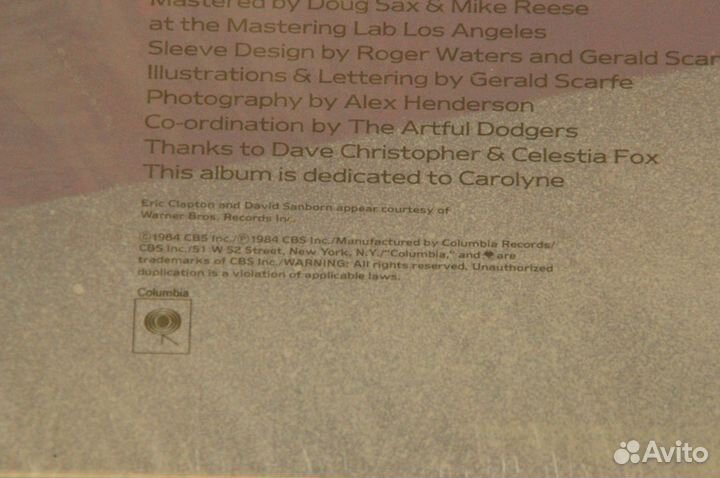 Mastered by Doug Sax & Mike Reese
at the Mastering Lab Los Angeles
Sleeve Design by Roger Waters and Gerald Scar
Illustrations & Lettering by Gerald Scarfe
Photography by Alex Henderson
Co-ordination by The Artful Dodgers
Thanks to Dave Christopher & Celestia Fox
This album is dedicated to Carolyne
Eric Clapton and David Sanborn appear courtesy of
Warner Bros. Records Inc.
©1984 CBS Inc./℗1984 CBS Inc./Manufactured by Columbia Records/
CBS Inc./51 W 52 Street, New York, N.Y./"Columbia," and are
trademarks of CBS Inc./WARNING: All rights reserved. Unauthorized
duplication is a violation of applicable laws.
Columbia
Avito